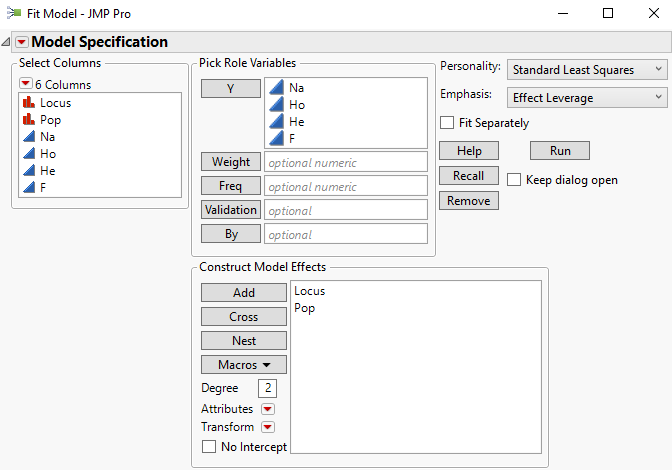 Fit Model - JMP Pro
Model Specification
Select Columns
6 Columns
Locus
Pop
Na
Ho
He
F
Pick Role Variables
Y
Na
Ho
He
F
Weight optional numeric
Freq optional numeric
Validation optional
By optional
Personality: Standard Least Squares
Emphasis: Effect Leverage
Fit Separately
Help Run
Recall Keep dialog open
Remove
Construct Model Effects
Add
Cross
Nest
Macros
Degree 2
Attributes
Transform
No Intercept
Locus
Pop